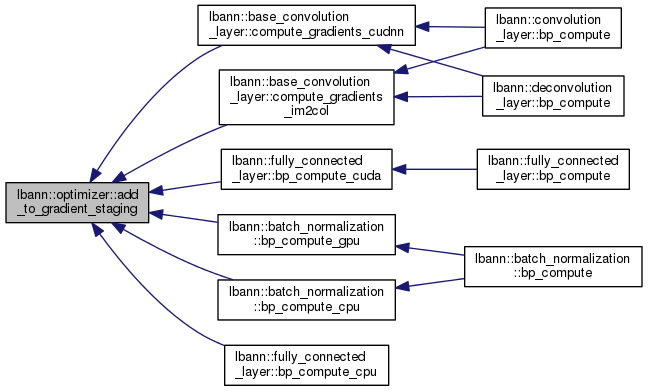 lbann::optimizer::add
_to_gradient_staging
lbann::base_convolution
_layer::compute_gradients_cudnn
lbann::base_convolution
_layer::compute_gradients
_im2col
lbann::fully_connected
_layer::bp_compute_cuda
lbann::batch_normalization
::bp_compute_gpu
lbann::batch_normalization
::bp_compute_cpu
lbann::fully_connected
_layer::bp_compute_cpu
lbann::convolution
_layer::bp_compute
lbann::deconvolution
_layer::bp_compute
lbann::fully_connected
_layer::bp_compute
lbann::batch_normalization
::bp_compute